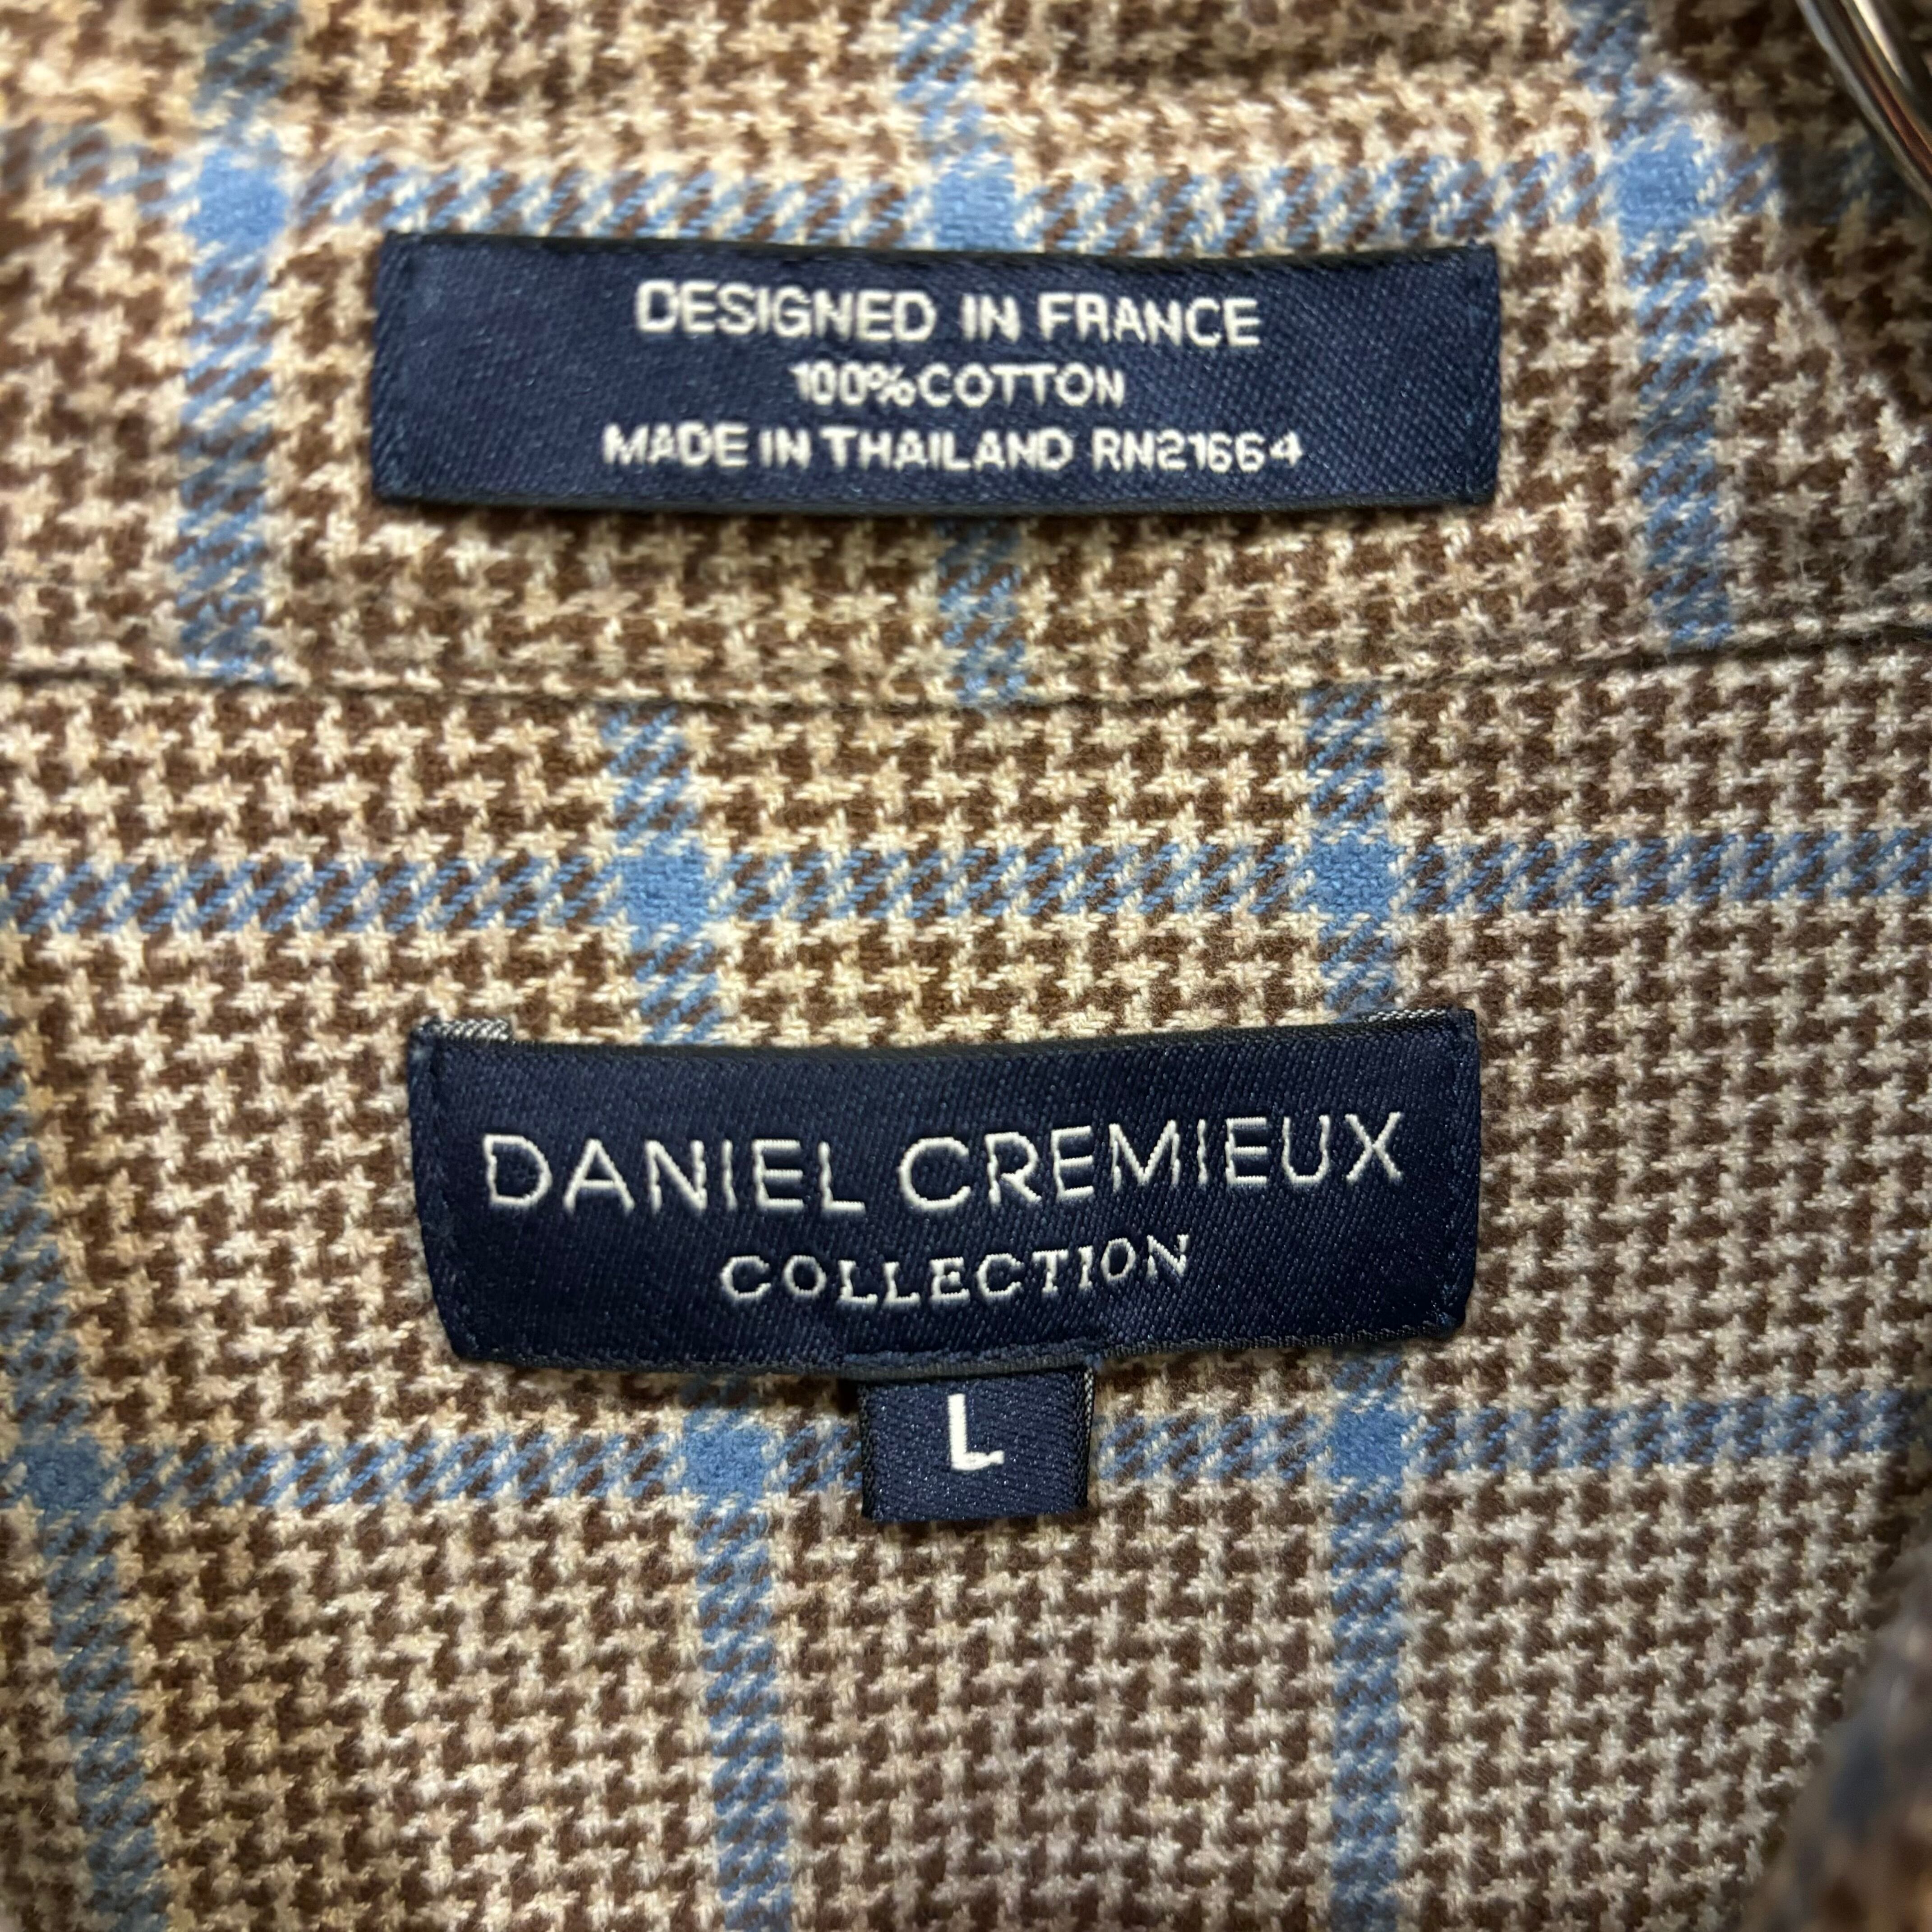 DESIGNED IN FRANCE
100%COTTON
MADE IN THAILAND RN21664
DANIEL CREMIEUX
COLLECTION
L